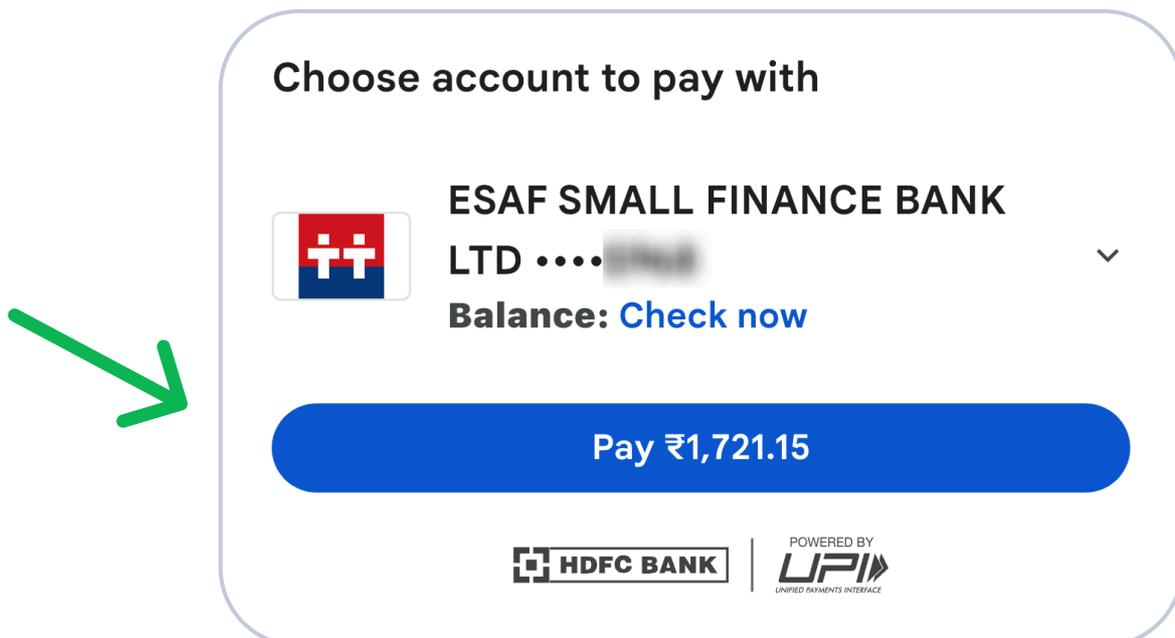 Choose account to pay with
ESAF SMALL FINANCE BANK
LTD ••••
Balance: Check now
Pay ₹1,721.15
HDFC BANK
POWERED BY
UPI
UNIFIED PAYMENTS INTERFACE